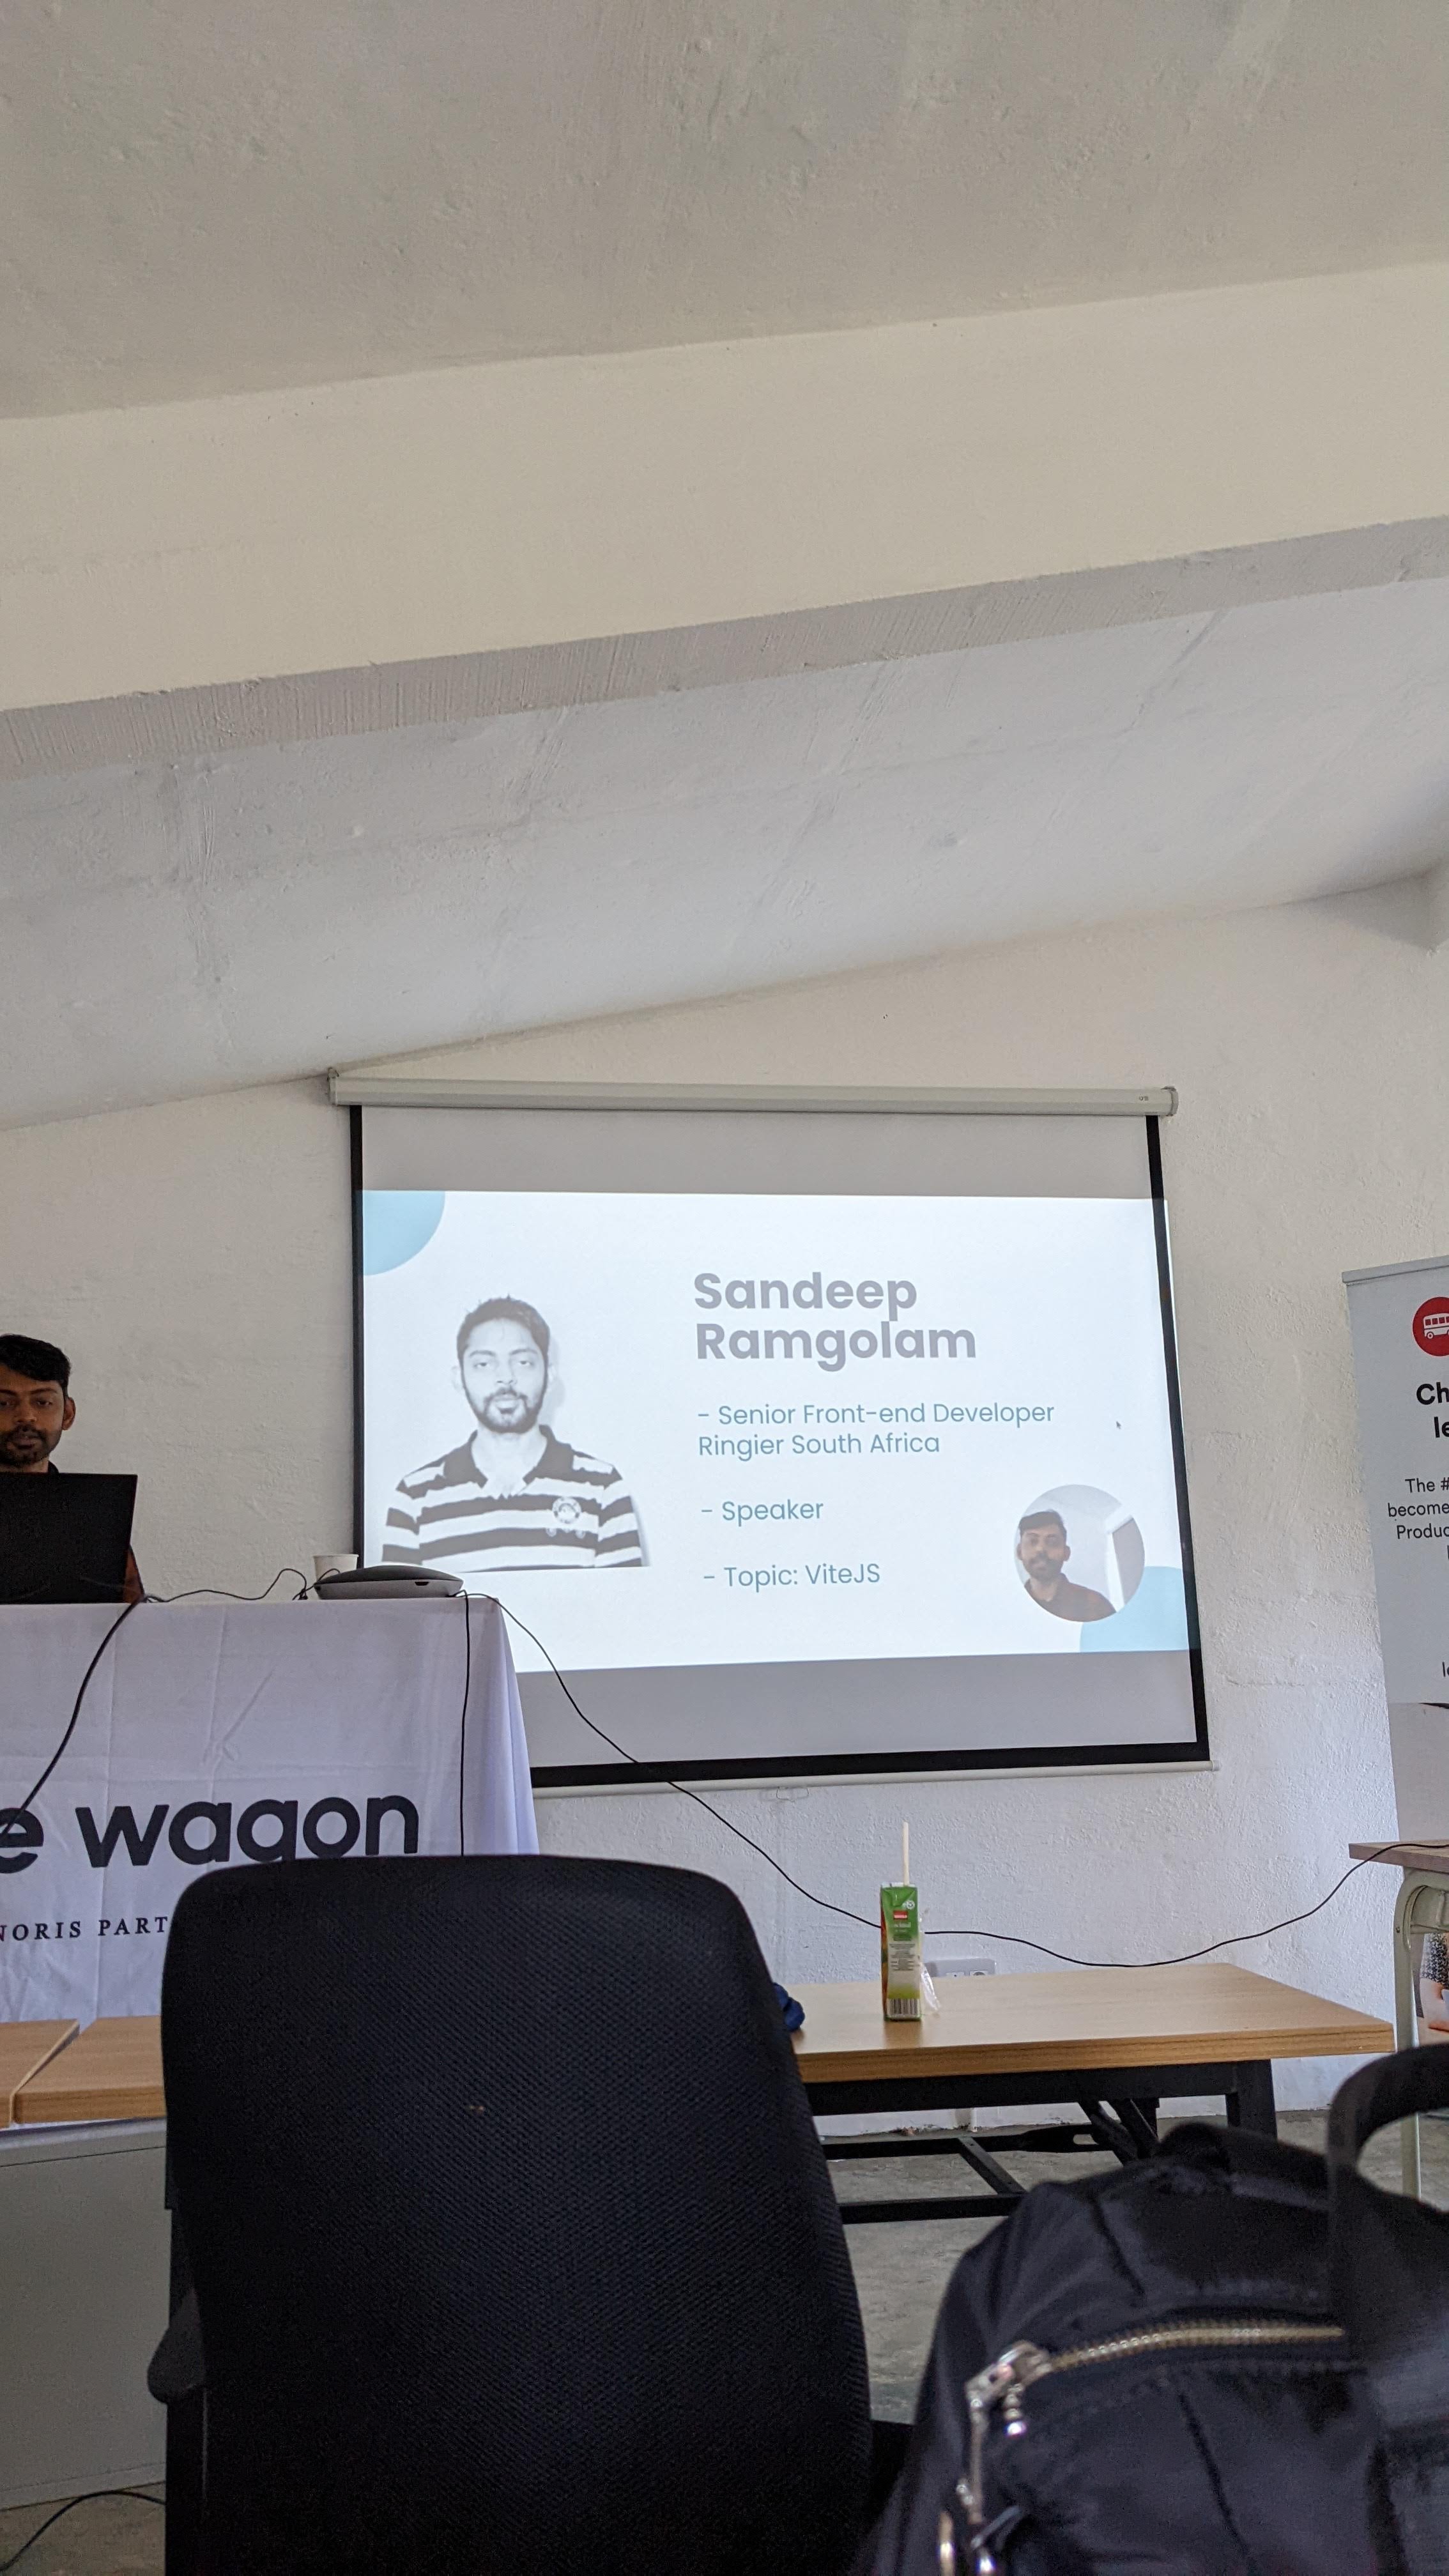 Sandeep
Ramgolam
- Senior Front-end Developer
Ringier South Africa
- Speaker
- Topic: ViteJS
e wagon
NORIS PART
Ch
le
The #
become
Produc